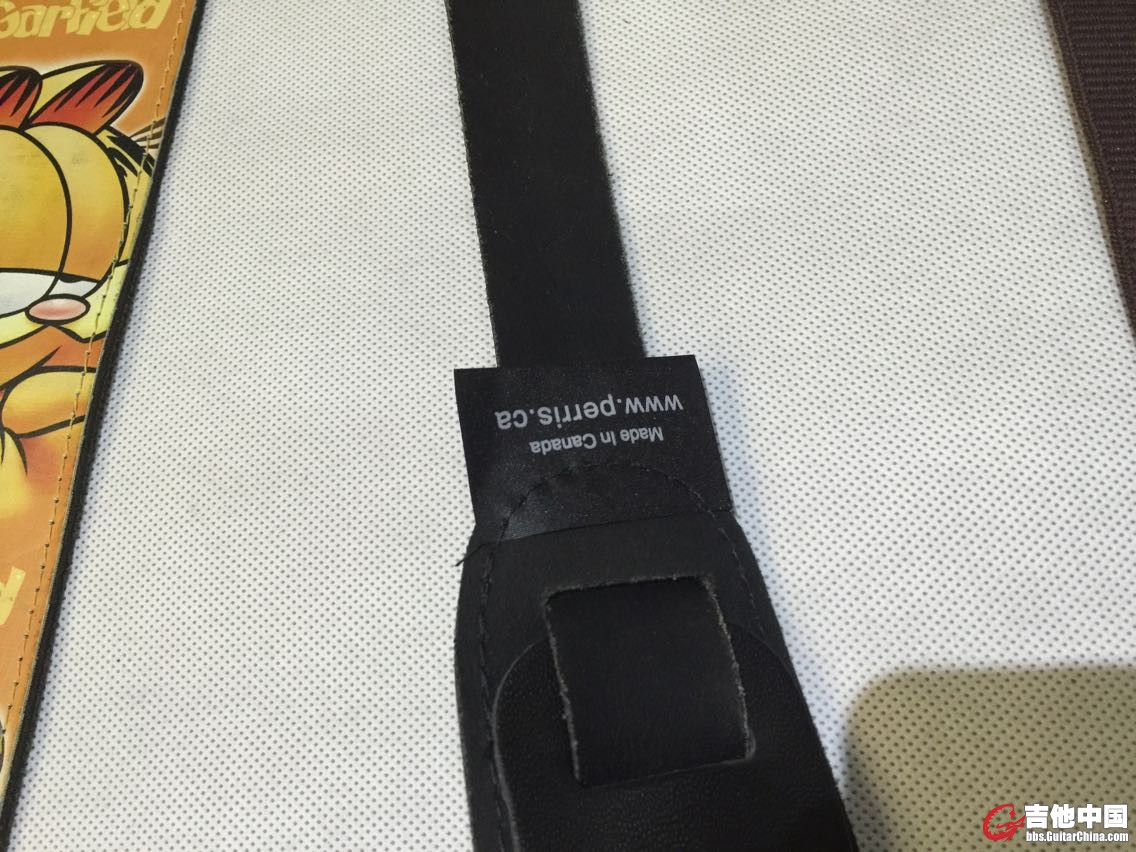 Garfield
www.perris.ca
Made In Canada
吉他中国
bbs.GuitarChina.com